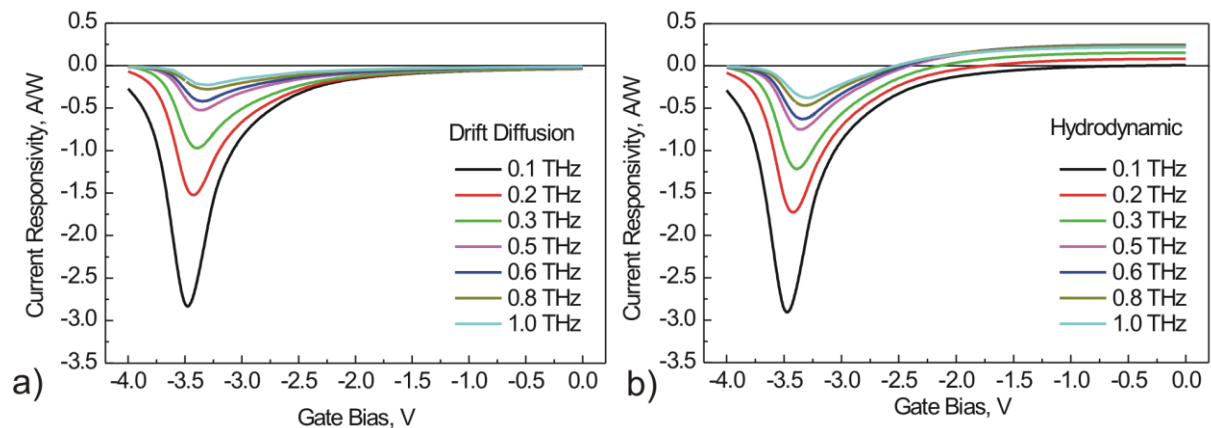 0.5
0.0
-0.5
-1.0
-1.5
-2.0
-2.5
-3.0
-3.5
Current Responsivity, A/W
Drift Diffusion
0.1 THz
0.2 THz
0.3 THz
0.5 THz
0.6 THz
0.8 THz
1.0 THz
-4.0 -3.5 -3.0 -2.5 -2.0 -1.5 -1.0 -0.5 0.0
Gate Bias, V
a)
0.5
0.0
-0.5
-1.0
-1.5
-2.0
-2.5
-3.0
-3.5
Current Responsivity, A/W
Hydrodynamic
0.1 THz
0.2 THz
0.3 THz
0.5 THz
0.6 THz
0.8 THz
1.0 THz
-4.0 -3.5 -3.0 -2.5 -2.0 -1.5 -1.0 -0.5 0.0
Gate Bias, V
b)